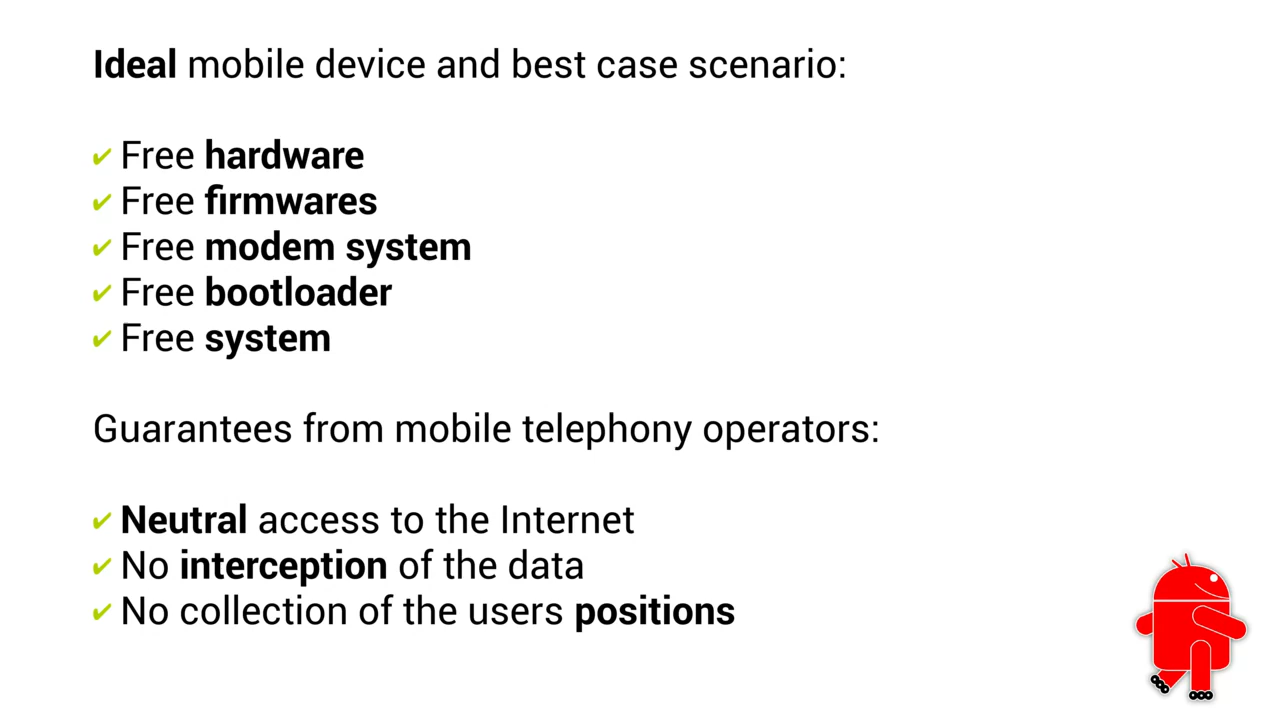 Ideal mobile device and best case scenario:
✔ Free hardware
✔ Free firmwares
✔ Free modem system
✔ Free bootloader
✔ Free system
Guarantees from mobile telephony operators:
✔ Neutral access to the Internet
✔ No interception of the data
✔ No collection of the users positions